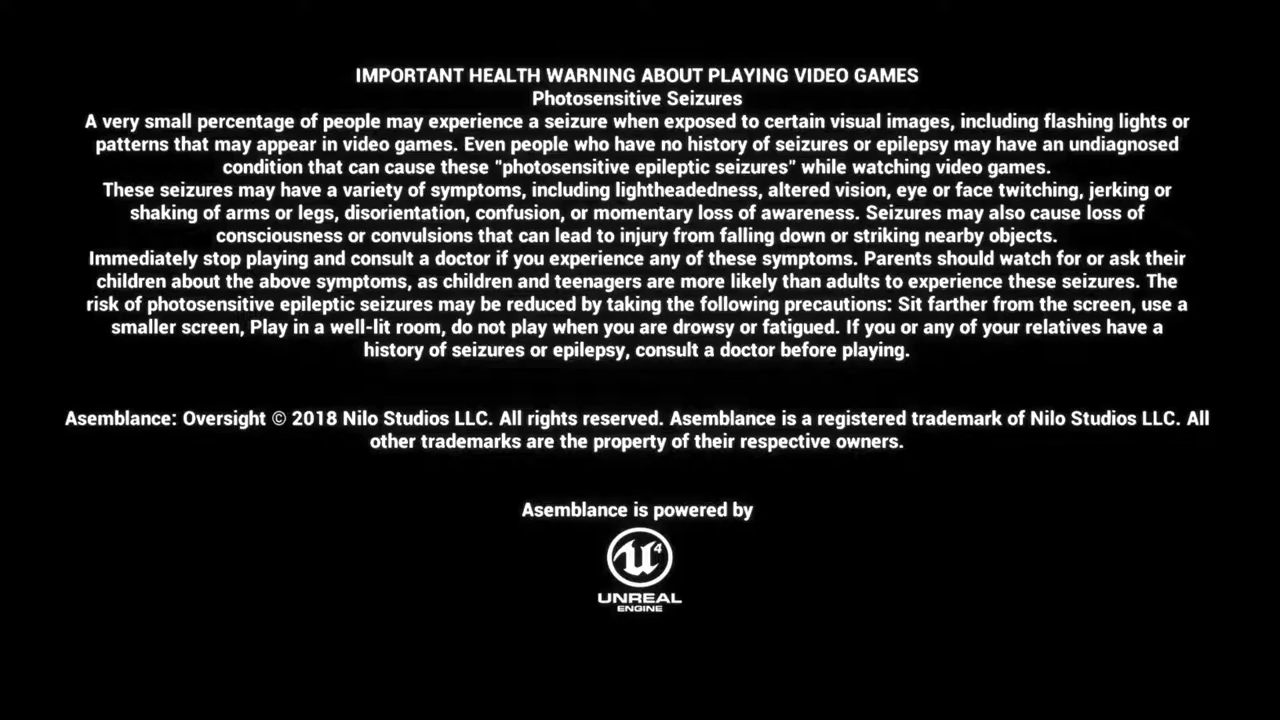 IMPORTANT HEALTH WARNING ABOUT PLAYING VIDEO GAMES
Photosensitive Seizures
A very small percentage of people may experience a seizure when exposed to certain visual images, including flashing lights or
patterns that may appear in video games. Even people who have no history of seizures or epilepsy may have an undiagnosed
condition that can cause these "photosensitive epileptic seizures" while watching video games.
These seizures may have a variety of symptoms, including lightheadedness, altered vision, eye or face twitching, jerking or
shaking of arms or legs, disorientation, confusion, or momentary loss of awareness. Seizures may also cause loss of
consciousness or convulsions that can lead to injury from falling down or striking nearby objects.
Immediately stop playing and consult a doctor if you experience any of these symptoms. Parents should watch for or ask their
children about the above symptoms, as children and teenagers are more likely than adults to experience these seizures. The
risk of photosensitive epileptic seizures may be reduced by taking the following precautions: Sit farther from the screen, use a
smaller screen, Play in a well-lit room, do not play when you are drowsy or fatigued. If you or any of your relatives have a
history of seizures or epilepsy, consult a doctor before playing.
Asemblance: Oversight © 2018 Nilo Studios LLC. All rights reserved. Asemblance is a registered trademark of Nilo Studios LLC. All
other trademarks are the property of their respective owners.
Asemblance is powered by
U4
UNREAL
ENGINE